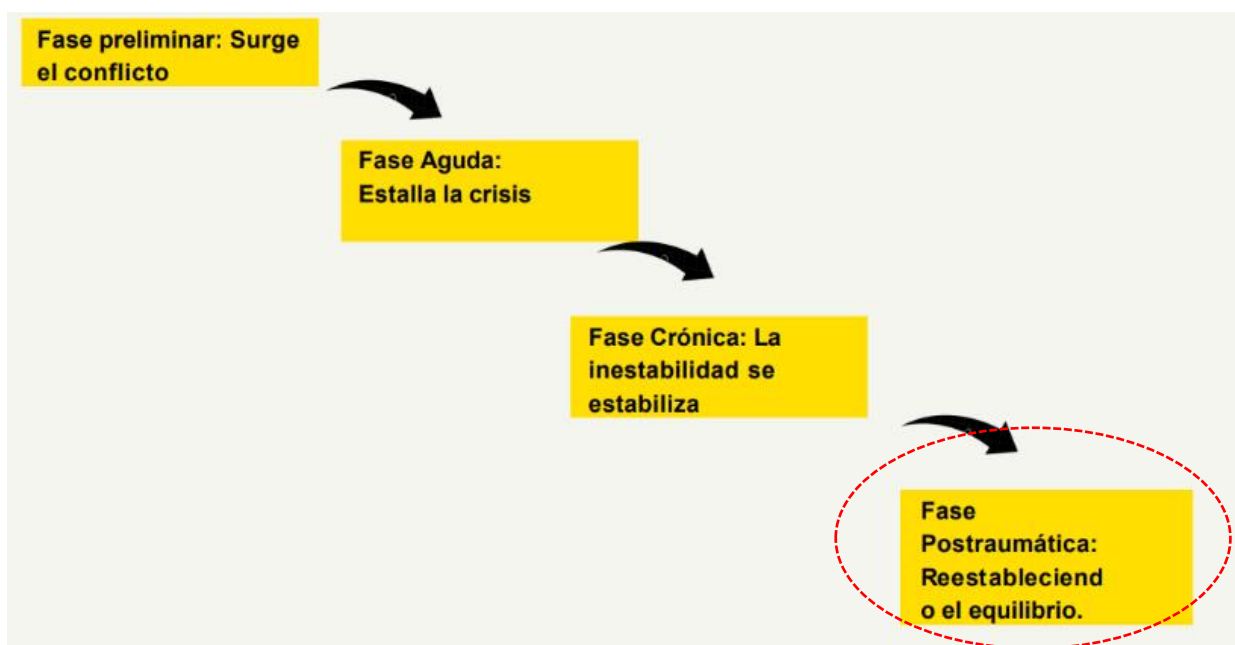 Fase preliminar: Surge
el conflicto
Fase Aguda:
Estalla la crisis
Fase Crónica: La
inestabilidad se
estabiliza
Fase
Postraumática:
Reestableciend
o el equilibrio.